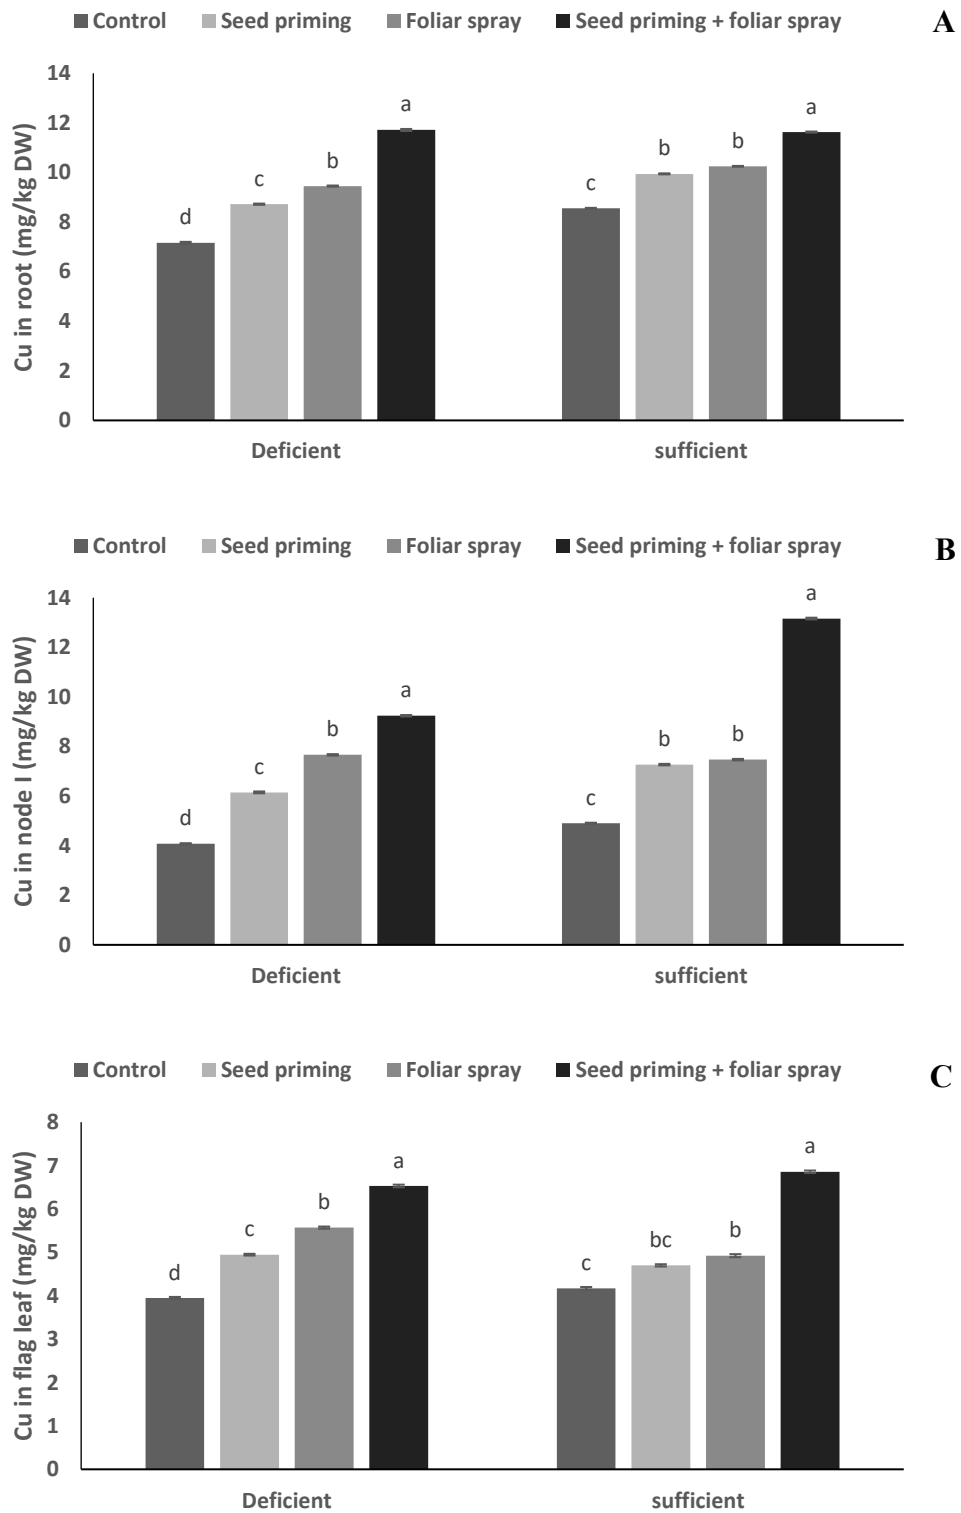 Control Seed priming Foliar spray Seed priming + foliar spray
A
Cu in root (mg/kg DW)
14
12
10
8
6
4
2
0
d c b a c b b a
Deficient sufficient
Control Seed priming Foliar spray Seed priming + foliar spray
B
Cu in node I (mg/kg DW)
14
12
10
8
6
4
2
0
d c b a c b b a
Deficient sufficient
Control Seed priming Foliar spray Seed priming + foliar spray
C
Cu in flag leaf (mg/kg DW)
8
7
6
5
4
3
2
1
0
d c b a c bc b a
Deficient sufficient